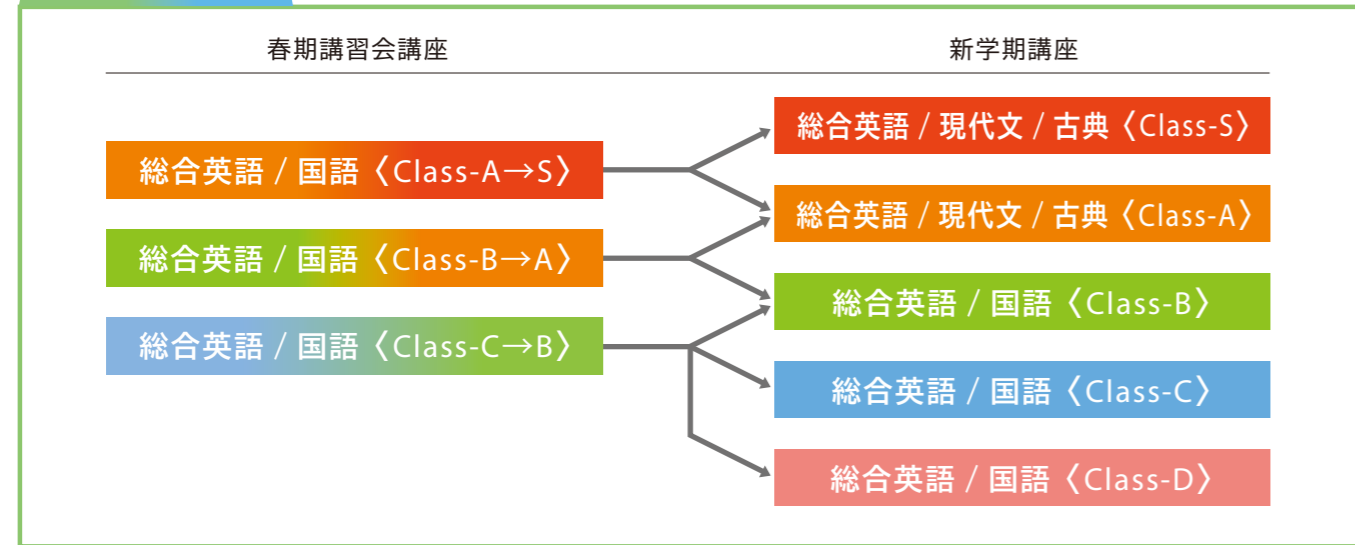 春期講習会講座
新学期講座
総合英語 / 国語〈Class-A→S〉
総合英語 / 国語〈Class-B→A〉
総合英語 / 国語〈Class-C→B〉
総合英語 / 現代文 / 古典〈Class-S〉
総合英語 / 現代文 / 古典〈Class-A〉
総合英語 / 国語〈Class-B〉
総合英語 / 国語〈Class-C〉
総合英語 / 国語〈Class-D〉